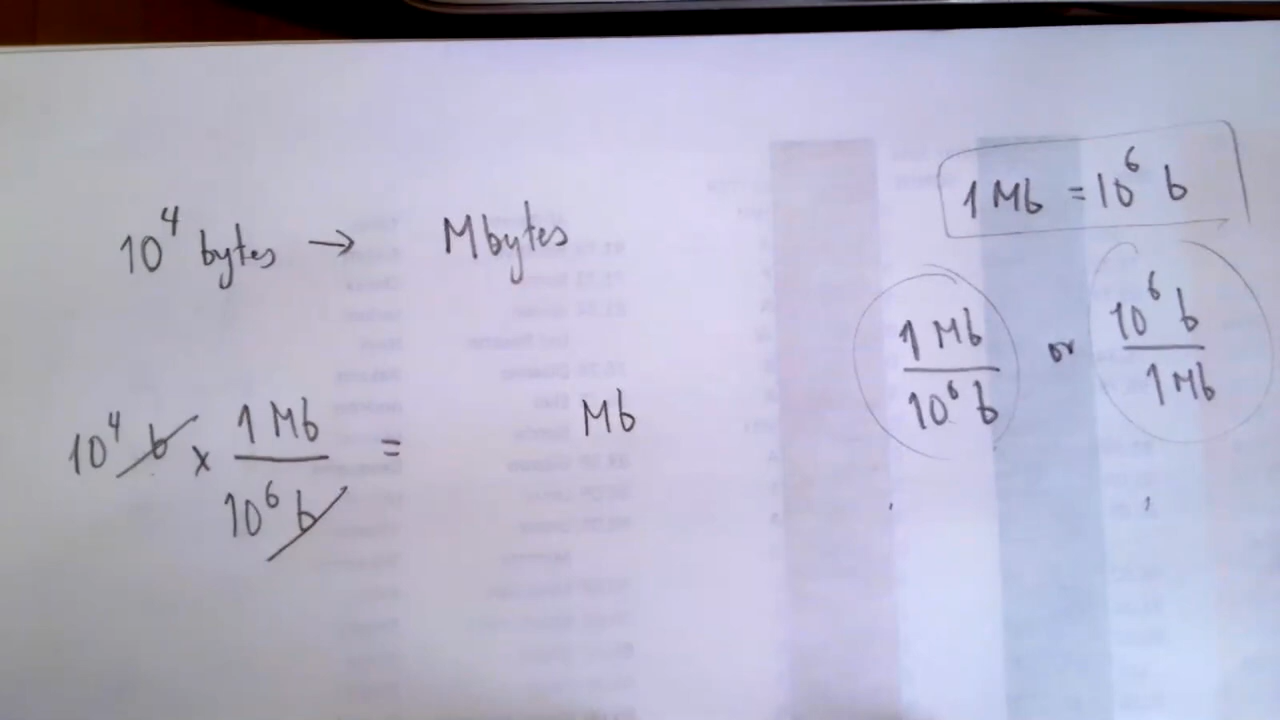 10⁴ bytes → Mbytes
1 Mb = 10⁶ b
1 Mb / 10⁶ b or 10⁶ b / 1 Mb
10⁴ b x 1 Mb / 10⁶ b = Mb